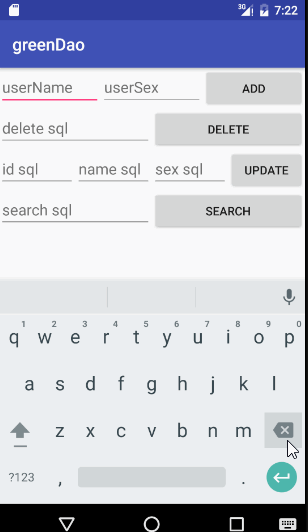 7:22
greenDao
userName userSex ADD
delete sql DELETE
id sql name sql sex sql UPDATE
search sql SEARCH
1 2 3 4 5 6 7 8 9 0
q w e r t y u i o p
a s d f g h j k l
z x c v b n m
?123 , .